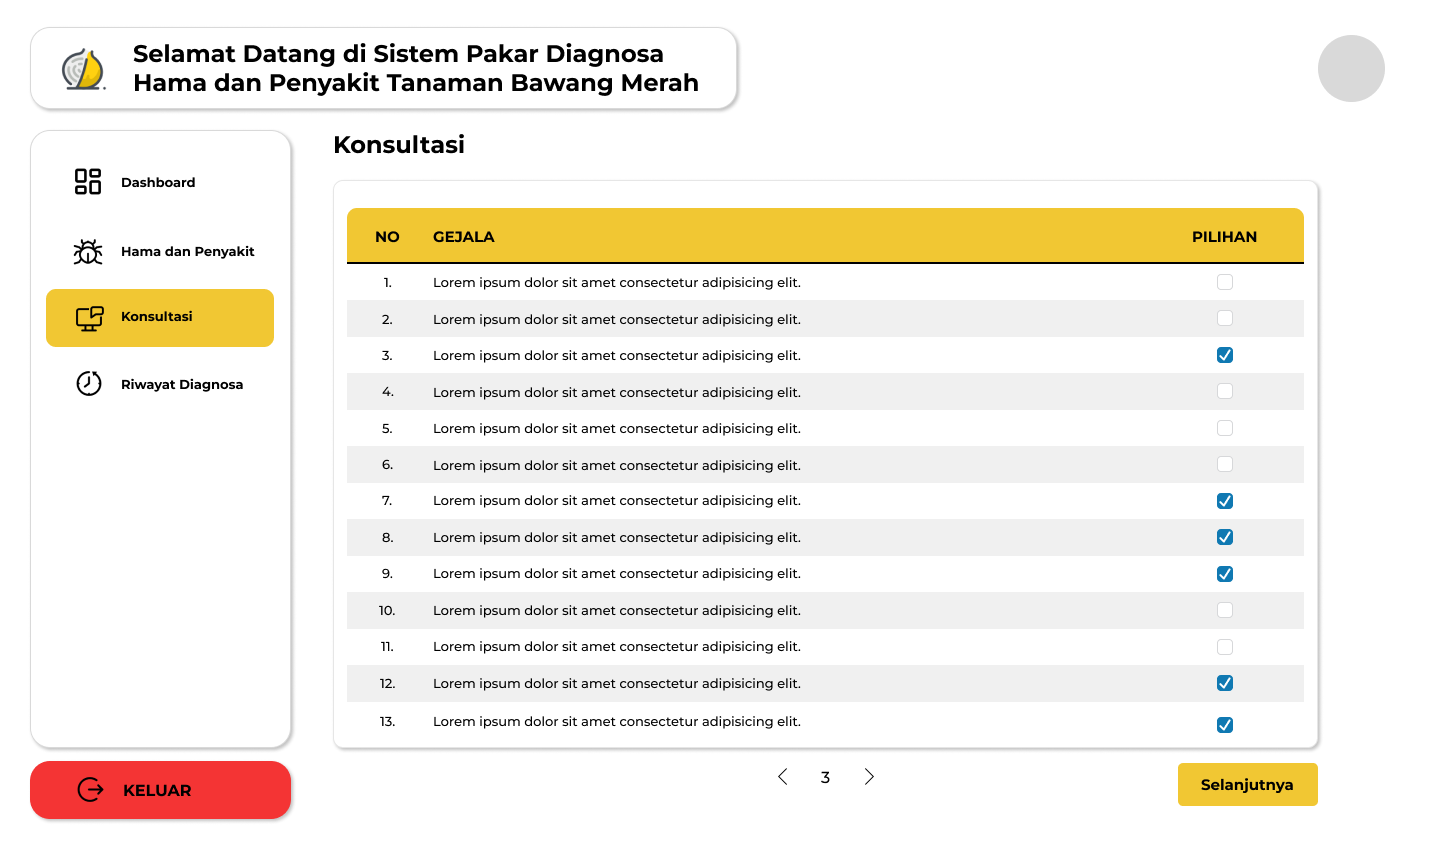 Selamat Datang di Sistem Pakar Diagnosa
Hama dan Penyakit Tanaman Bawang Merah
Dashboard
Hama dan Penyakit
Konsultasi
Riwayat Diagnosa
KELUAR
Konsultasi
NO GEJALA PILIHAN
1. Lorem ipsum dolor sit amet consectetur adipisicing elit.
2. Lorem ipsum dolor sit amet consectetur adipisicing elit.
3. Lorem ipsum dolor sit amet consectetur adipisicing elit.
4. Lorem ipsum dolor sit amet consectetur adipisicing elit.
5. Lorem ipsum dolor sit amet consectetur adipisicing elit.
6. Lorem ipsum dolor sit amet consectetur adipisicing elit.
7. Lorem ipsum dolor sit amet consectetur adipisicing elit.
8. Lorem ipsum dolor sit amet consectetur adipisicing elit.
9. Lorem ipsum dolor sit amet consectetur adipisicing elit.
10. Lorem ipsum dolor sit amet consectetur adipisicing elit.
11. Lorem ipsum dolor sit amet consectetur adipisicing elit.
12. Lorem ipsum dolor sit amet consectetur adipisicing elit.
13. Lorem ipsum dolor sit amet consectetur adipisicing elit.
3
Selanjutnya